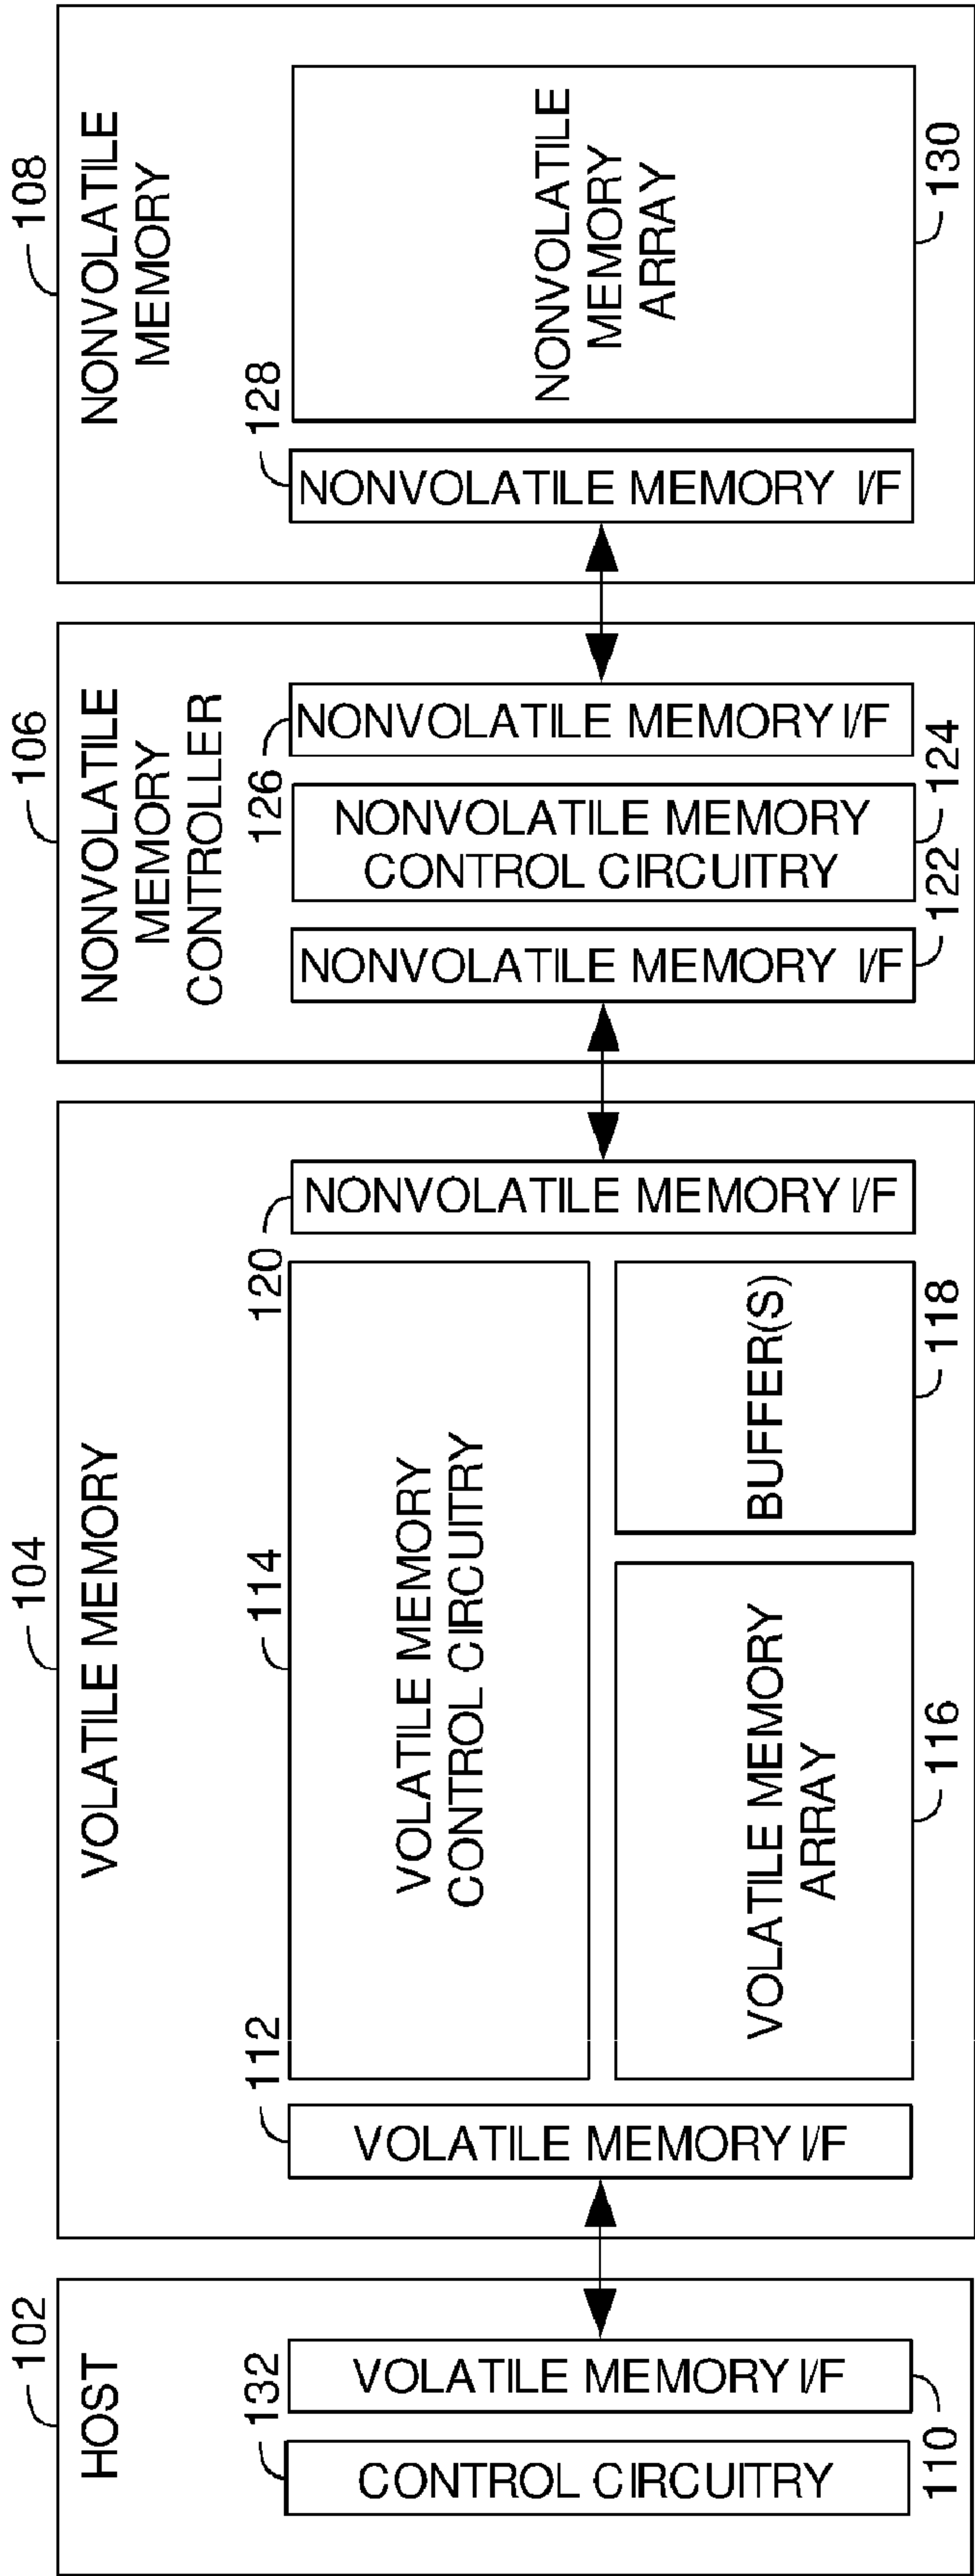 102
HOST
132
CONTROL CIRCUITRY
VOLATILE MEMORY I/F
110
104
VOLATILE MEMORY
112
VOLATILE MEMORY I/F
114
VOLATILE MEMORY
CONTROL CIRCUITRY
VOLATILE MEMORY
ARRAY
116
BUFFER(S)
118
120
NONVOLATILE MEMORY I/F
106
NONVOLATILE
MEMORY
CONTROLLER
NONVOLATILE MEMORY I/F
122
NONVOLATILE MEMORY
CONTROL CIRCUITRY
124
126
NONVOLATILE MEMORY I/F
108
NONVOLATILE
MEMORY
128
NONVOLATILE MEMORY I/F
NONVOLATILE
MEMORY
ARRAY
130